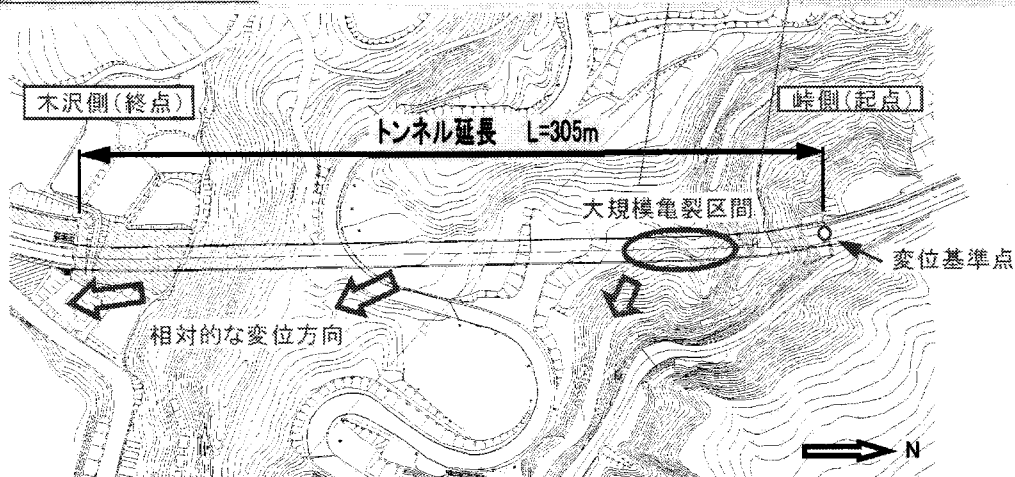 木沢側(終点)
峠側(起点)
トンネル延長 L=305m
大規模亀裂区間
変位基準点
相対的な変位方向
N